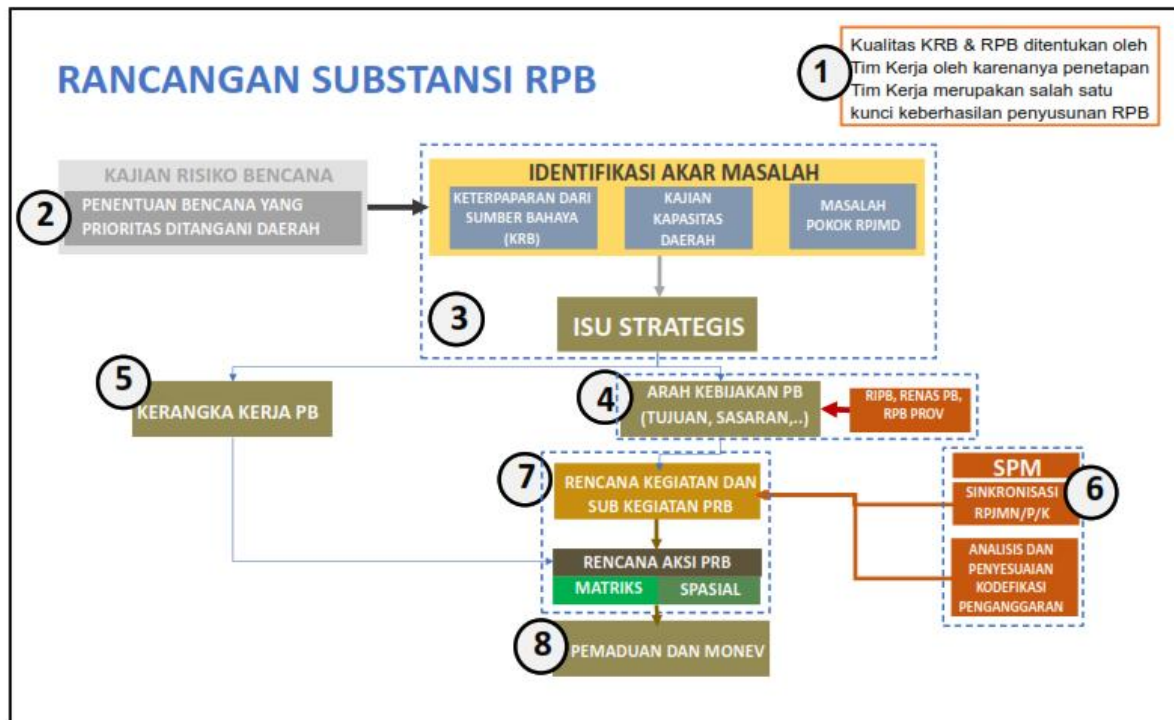 RANCANGAN SUBSTANSI RPB
1
Kualitas KRB & RPB ditentukan oleh
Tim Kerja oleh karenanya penetapan
Tim Kerja merupakan salah satu
kunci keberhasilan penyusunan RPB
KAJIAN RISIKO BENCANA
2
PENENTUAN BENCANA YANG
PRIORITAS DITANGANI DAERAH
IDENTIFIKASI AKAR MASALAH
KETERPAPARAN DARI
SUMBER BAHAYA
(KRB)
KAJIAN
KAPASITAS
DAERAH
MASALAH
POKOK RPJMD
3
ISU STRATEGIS
5
KERANGKA KERJA PB
4
ARAH KEBIJAKAN PB
(TUJUAN, SASARAN,..)
RIPB, RENAS PB,
RPB PROV
7
RENCANA KEGIATAN DAN
SUB KEGIATAN PRB
SPM
6
SINKRONISASI
RPJMN/P/K
ANALISIS DAN
PENYESUAIAN
KODEFIKASI
PENGANGGARAN
RENCANA AKSI PRB
MATRIKS
SPASIAL
8
PEMADUAN DAN MONEV